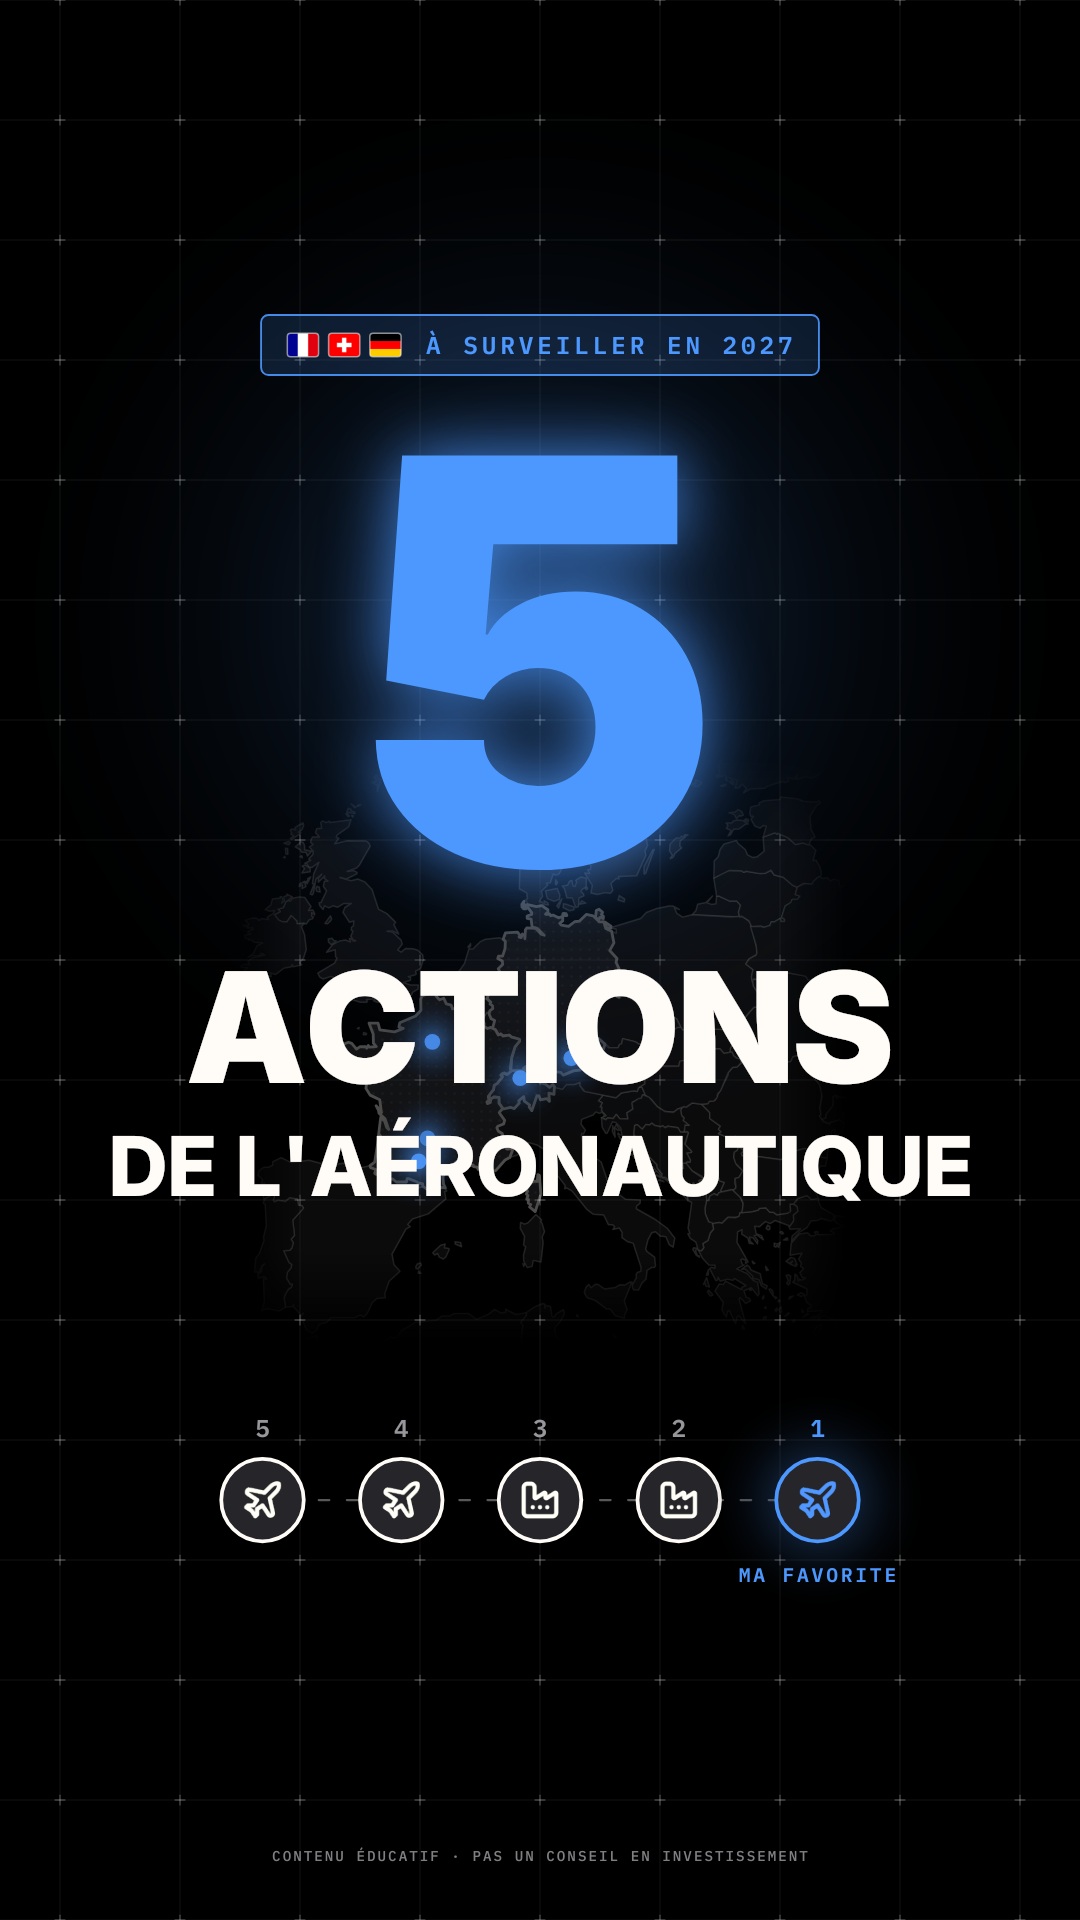 À SURVEILLER EN 2027
5
ACTIONS
DE L'AÉRONAUTIQUE
5 4 3 2 1
MA FAVORITE
CONTENU ÉDUCATIF · PAS UN CONSEIL EN INVESTISSEMENT